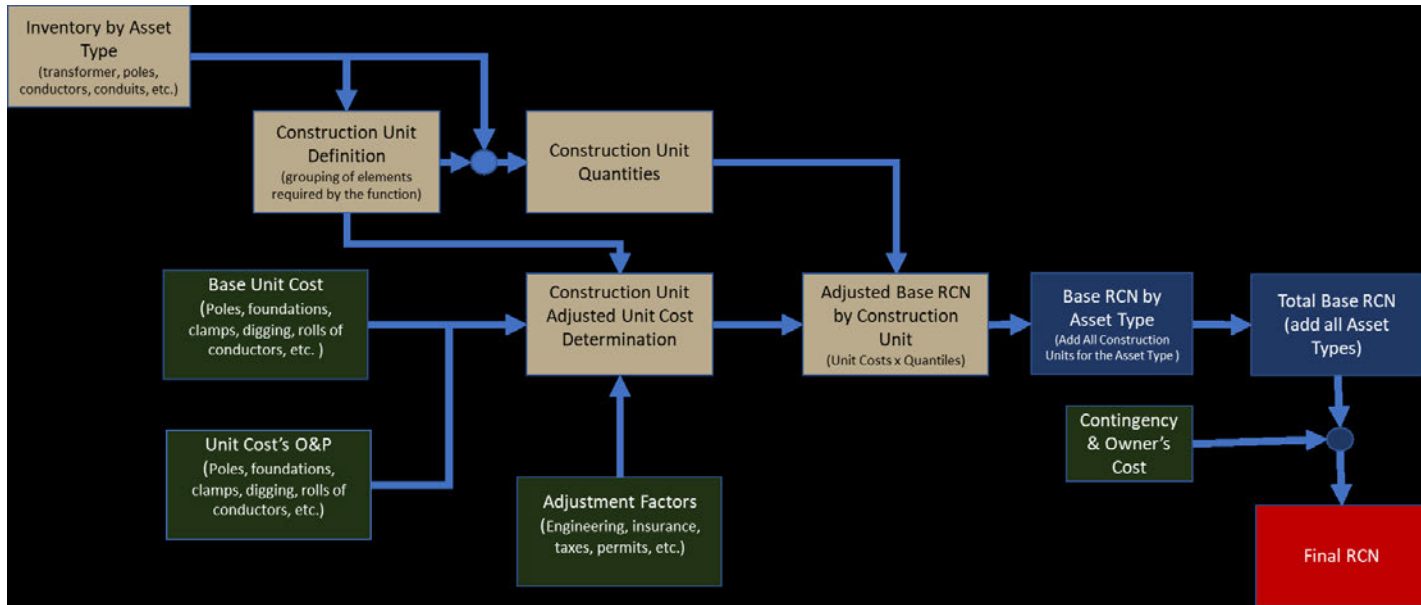 Inventory by Asset
Type
(transformer, poles,
conductors, conduits, etc.)
Construction Unit
Definition
(grouping of elements
required by the function)
Construction Unit
Quantities
Base Unit Cost
(Poles, foundations,
clamps, digging, rolls of
conductors, etc. )
Construction Unit
Adjusted Unit Cost
Determination
Adjusted Base RCN
by Construction
Unit
(Unit Costs x Quantiles)
Base RCN by
Asset Type
(Add All Construction
Units for the Asset Type )
Total Base RCN
(add all Asset
Types)
Unit Cost's O&P
(Poles, foundations,
clamps, digging, rolls of
conductors, etc.)
Adjustment Factors
(Engineering, insurance,
taxes, permits, etc.)
Contingency
& Owner's
Cost
Final RCN